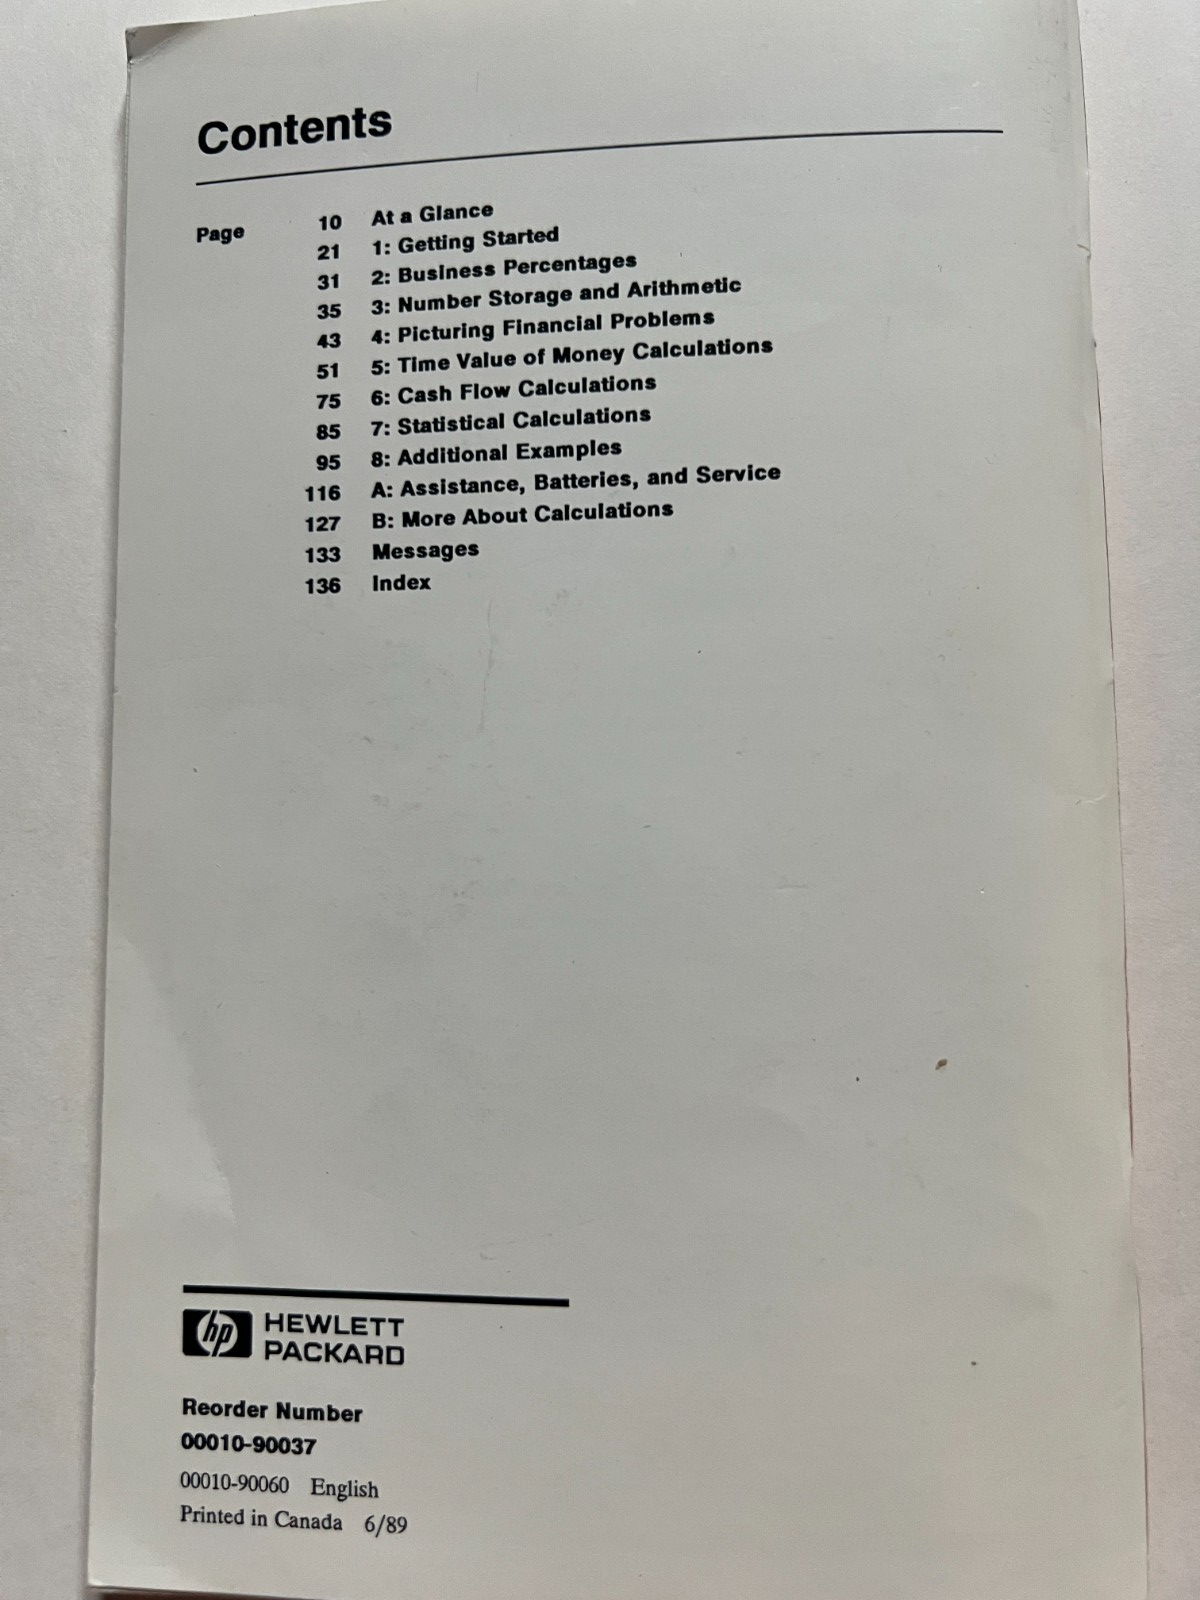 Contents
Page 10 At a Glance
21 1: Getting Started
31 2: Business Percentages
35 3: Number Storage and Arithmetic
43 4: Picturing Financial Problems
51 5: Time Value of Money Calculations
75 6: Cash Flow Calculations
85 7: Statistical Calculations
95 8: Additional Examples
116 A: Assistance, Batteries, and Service
127 B: More About Calculations
133 Messages
136 Index
hp HEWLETT
PACKARD
Reorder Number
00010-90037
00010-90060 English
Printed in Canada 6/89